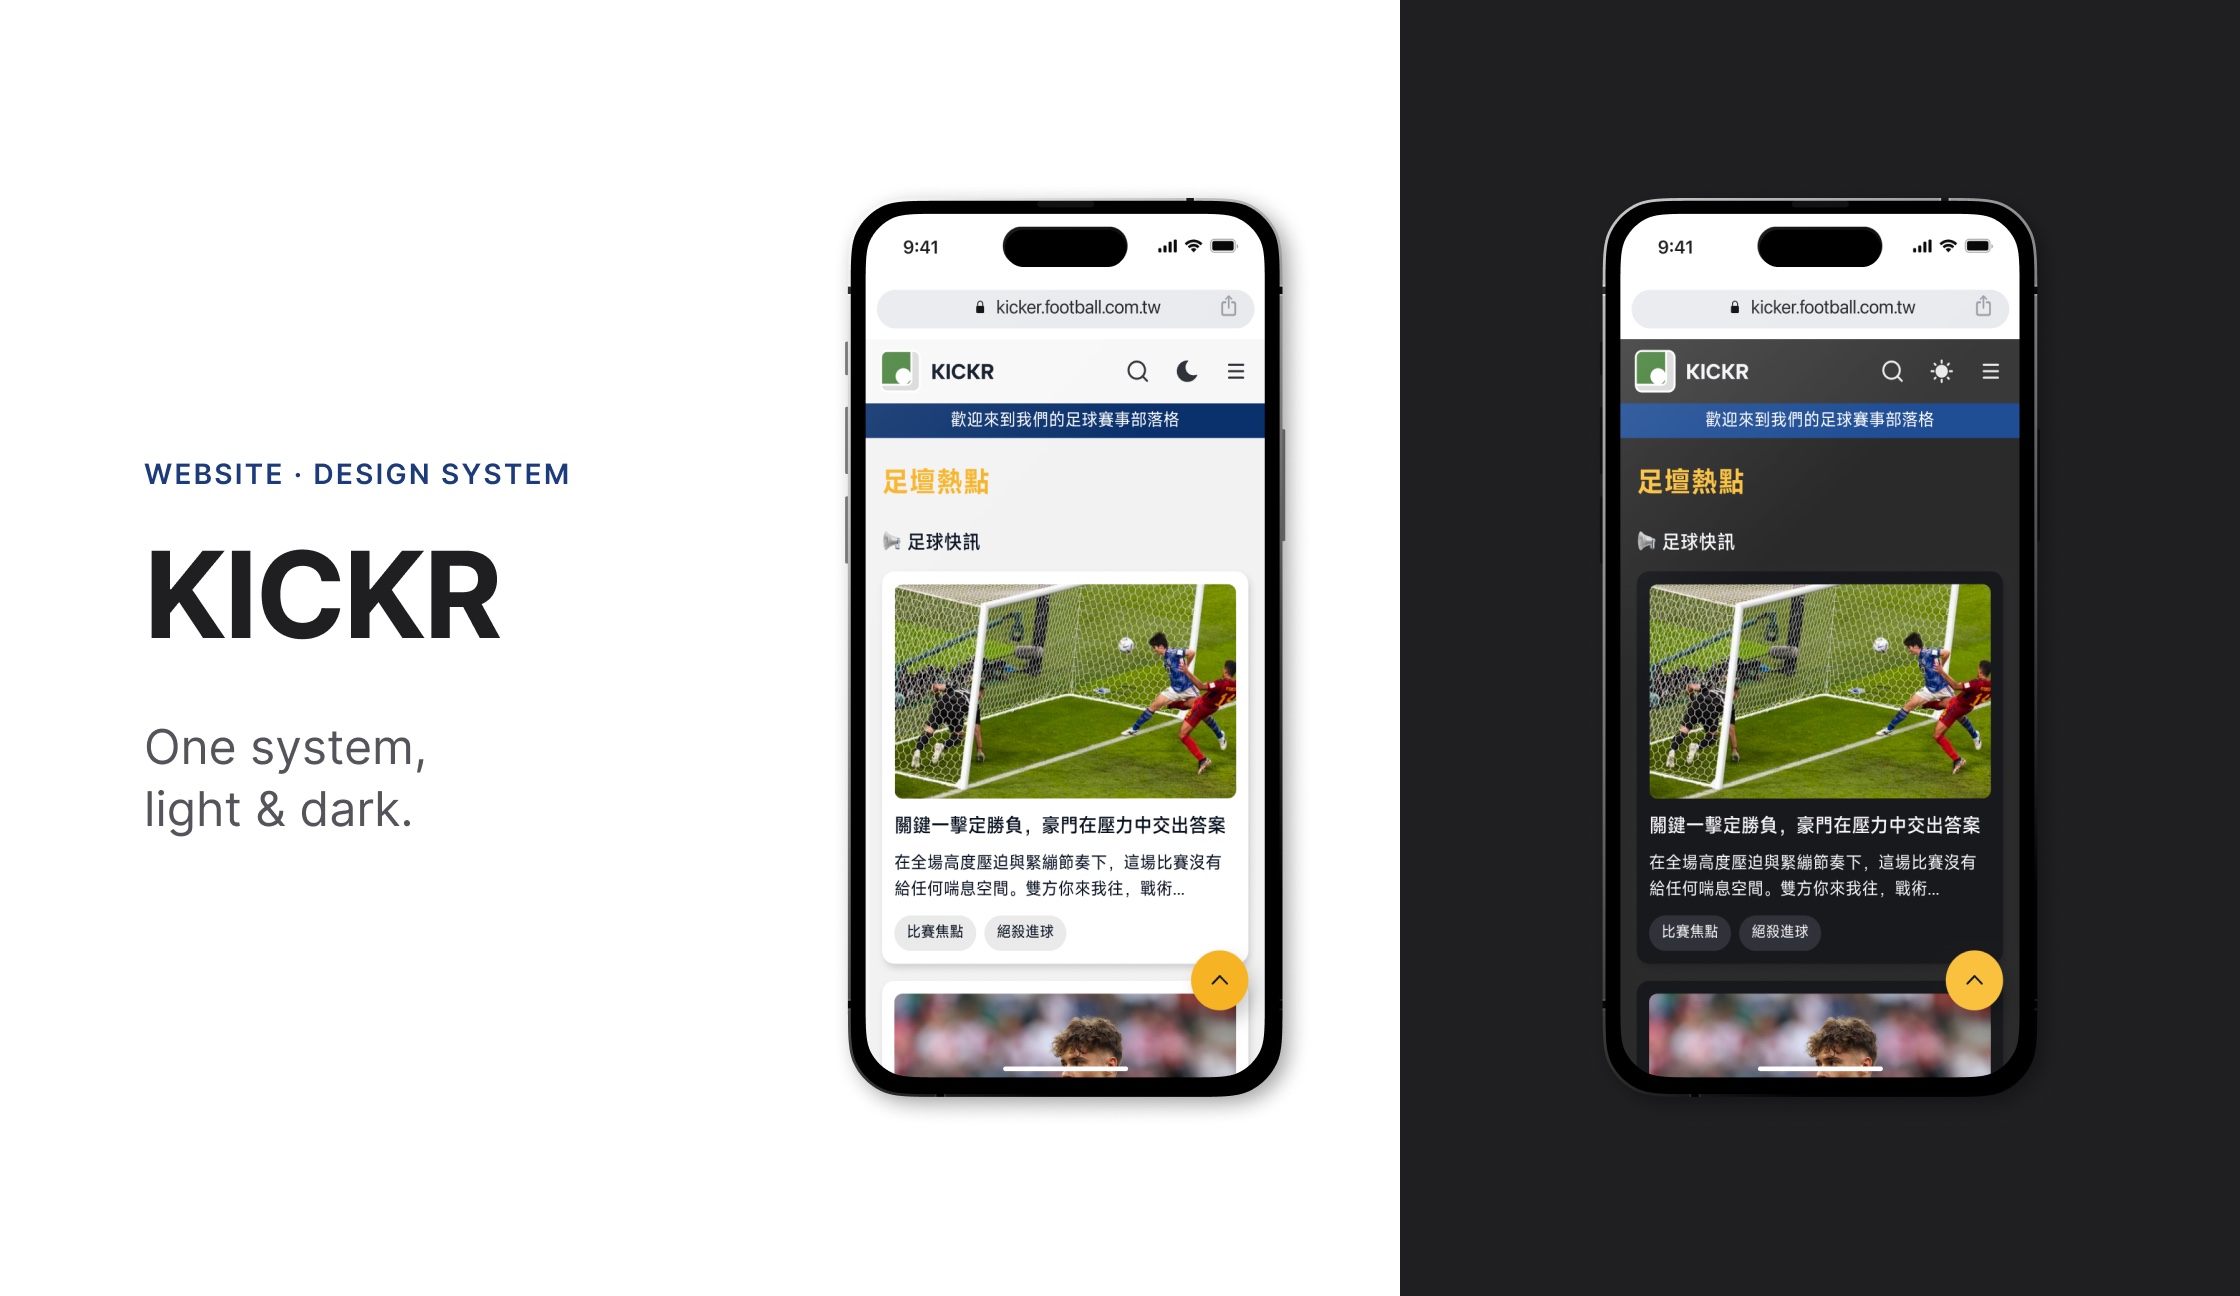 WEBSITE · DESIGN SYSTEM
KICKR
One system,
light & dark.
9:41
kicker.football.com.tw
KICKR
歡迎來到我們的足球賽事部落格
足壇熱點
足球快訊
關鍵一擊定勝負，豪門在壓力中交出答案
在全場高度壓迫與緊繃節奏下，這場比賽沒有
給任何喘息空間。雙方你來我往，戰術...
比賽焦點 絕殺進球
9:41
kicker.football.com.tw
KICKR
歡迎來到我們的足球賽事部落格
足壇熱點
足球快訊
關鍵一擊定勝負，豪門在壓力中交出答案
在全場高度壓迫與緊繃節奏下，這場比賽沒有
給任何喘息空間。雙方你來我往，戰術...
比賽焦點 絕殺進球